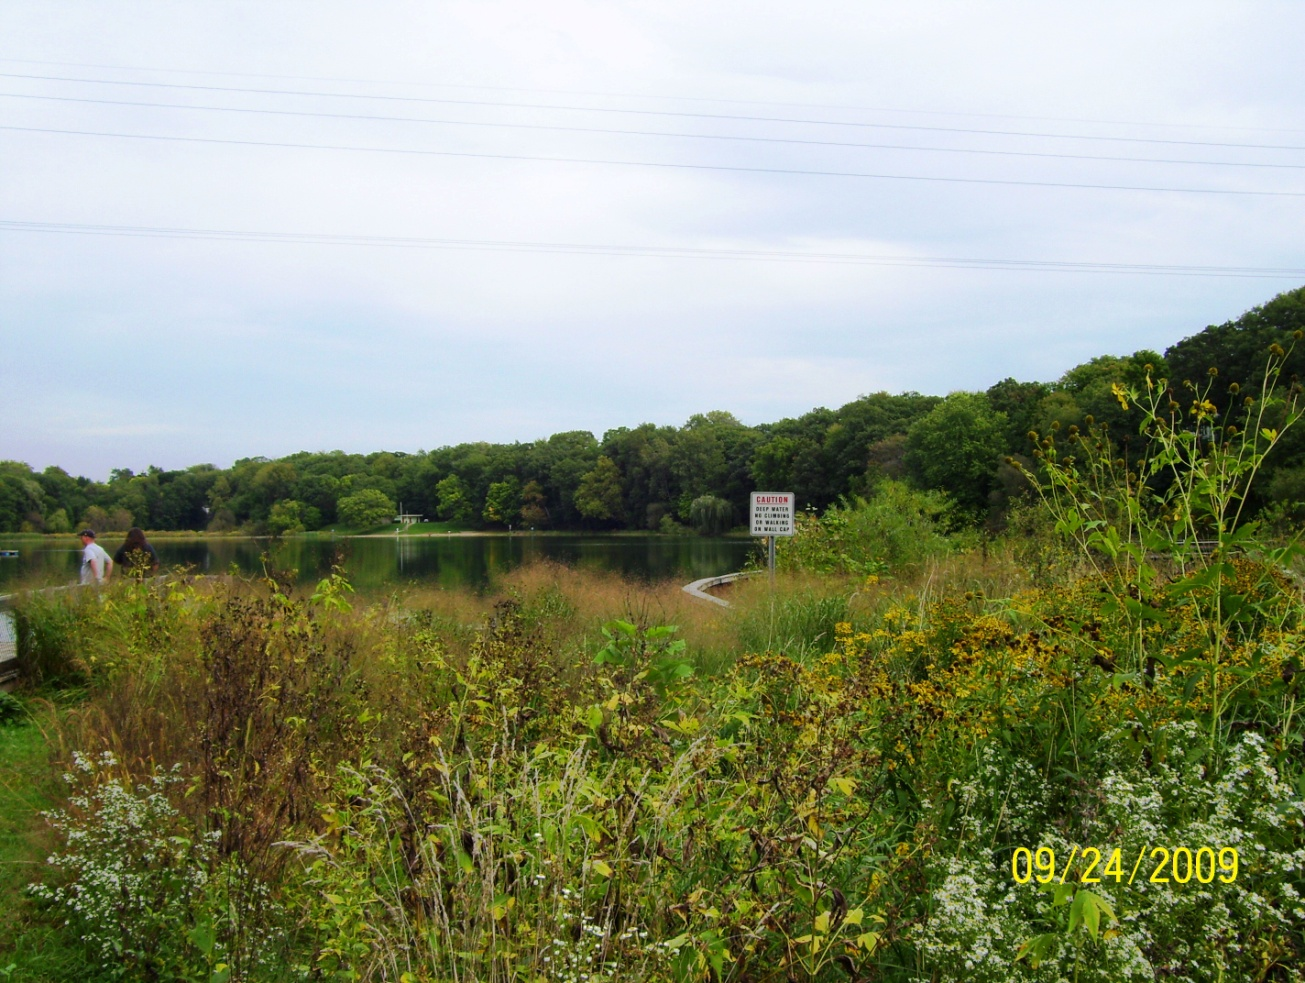 CAUTION
DEEP WATER
NO CLIMBING
OR WALKING
ON WALL CAP
09/24/2009